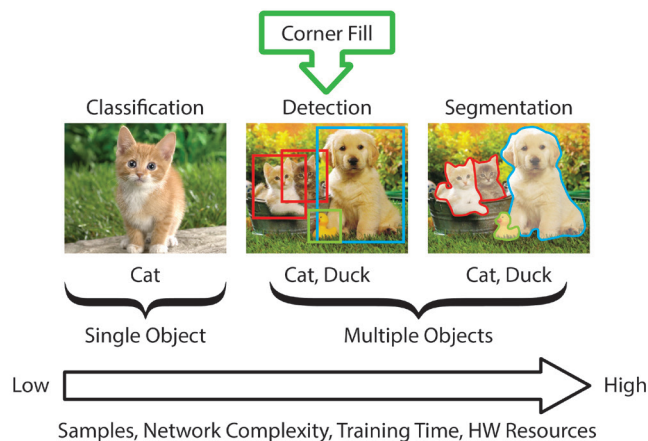 Corner Fill
Classification
Detection
Segmentation
Cat
Cat, Duck
Cat, Duck
Single Object
Multiple Objects
Low
High
Samples, Network Complexity, Training Time, HW Resources